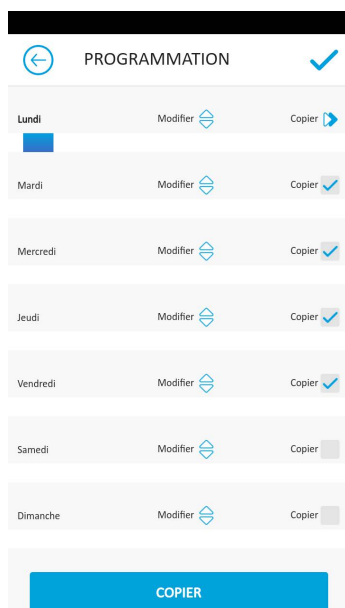 PROGRAMMATION
Lundi Modifier Copier
Mardi Modifier Copier
Mercredi Modifier Copier
Jeudi Modifier Copier
Vendredi Modifier Copier
Samedi Modifier Copier
Dimanche Modifier Copier
COPIER